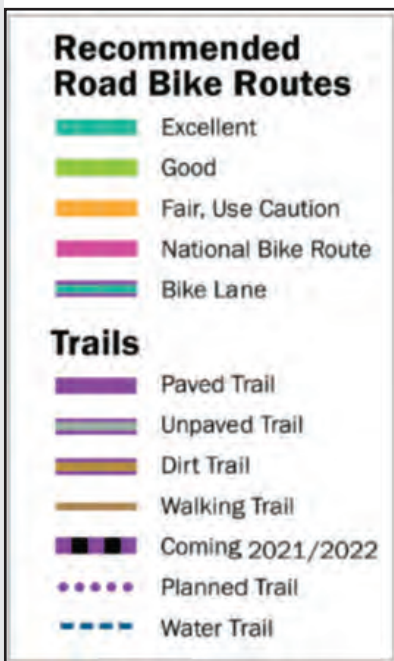 Recommended
Road Bike Routes
Excellent
Good
Fair, Use Caution
National Bike Route
Bike Lane
Trails
Paved Trail
Unpaved Trail
Dirt Trail
Walking Trail
Coming 2021/2022
Planned Trail
Water Trail